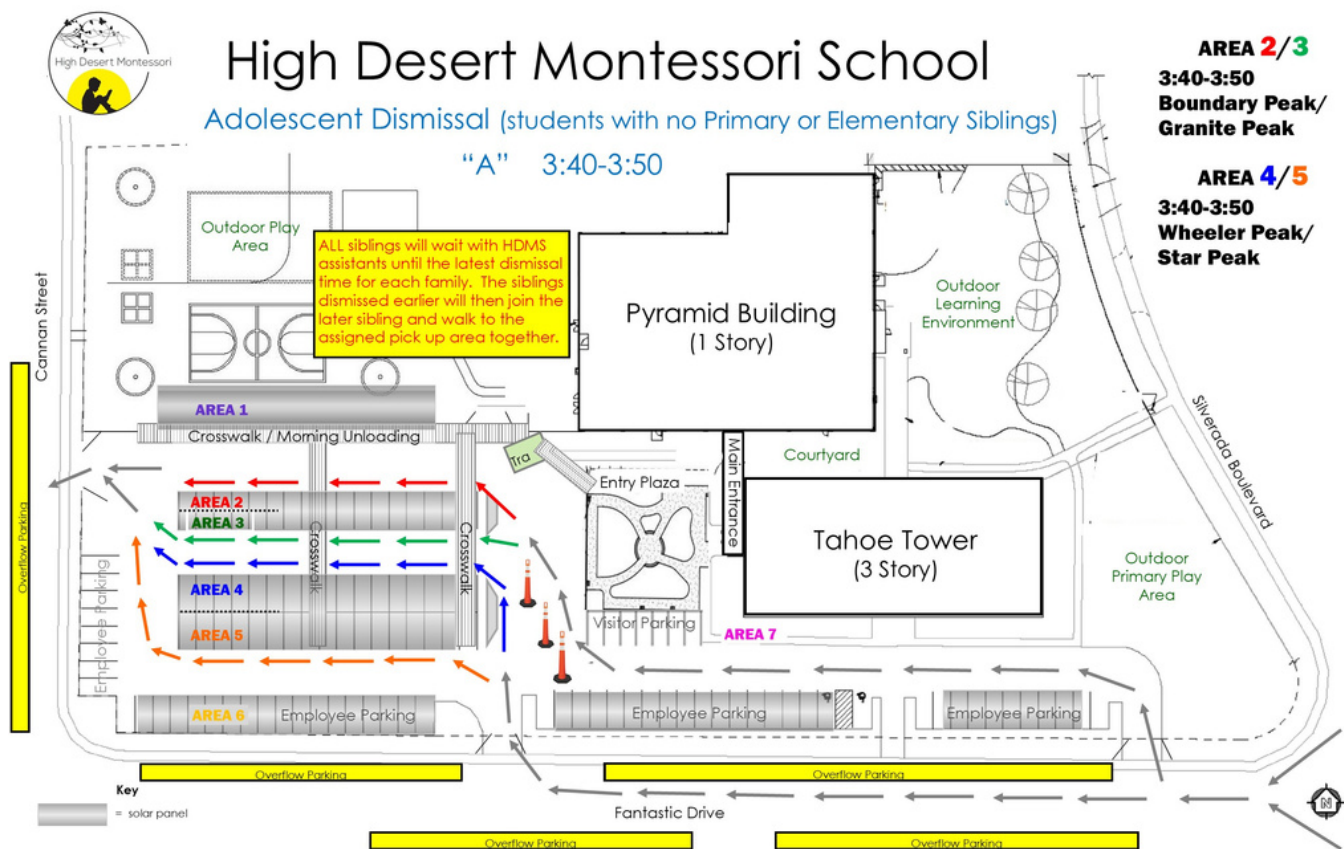 High Desert Montessori
High Desert Montessori School
Adolescent Dismissal (students with no Primary or Elementary Siblings)
"A" 3:40-3:50
AREA 2/3
3:40-3:50
Boundary Peak/
Granite Peak
AREA 4/5
3:40-3:50
Wheeler Peak/
Star Peak
Outdoor Play
Area
ALL siblings will wait with HDMS
assistants until the latest dismissal
time for each family. The siblings
dismissed earlier will then join the
later sibling and walk to the
assigned pick up area together.
Pyramid Building
(1 Story)
Outdoor
Learning
Environment
Cannan Street
Silverada Boulevard
AREA 1
Crosswalk / Morning Unloading
Tra
Entry Plaza
Main Entrance
Courtyard
AREA 2
AREA 3
Crosswalk
Crosswalk
Tahoe Tower
(3 Story)
Outdoor
Primary Play
Area
AREA 4
AREA 5
Visitor Parking
AREA 7
Overflow Parking
Employee Parking
AREA 6
Employee Parking
Employee Parking
Employee Parking
Overflow Parking
Overflow Parking
Key
= solar panel
Fantastic Drive
N
Overflow Parking
Overflow Parking